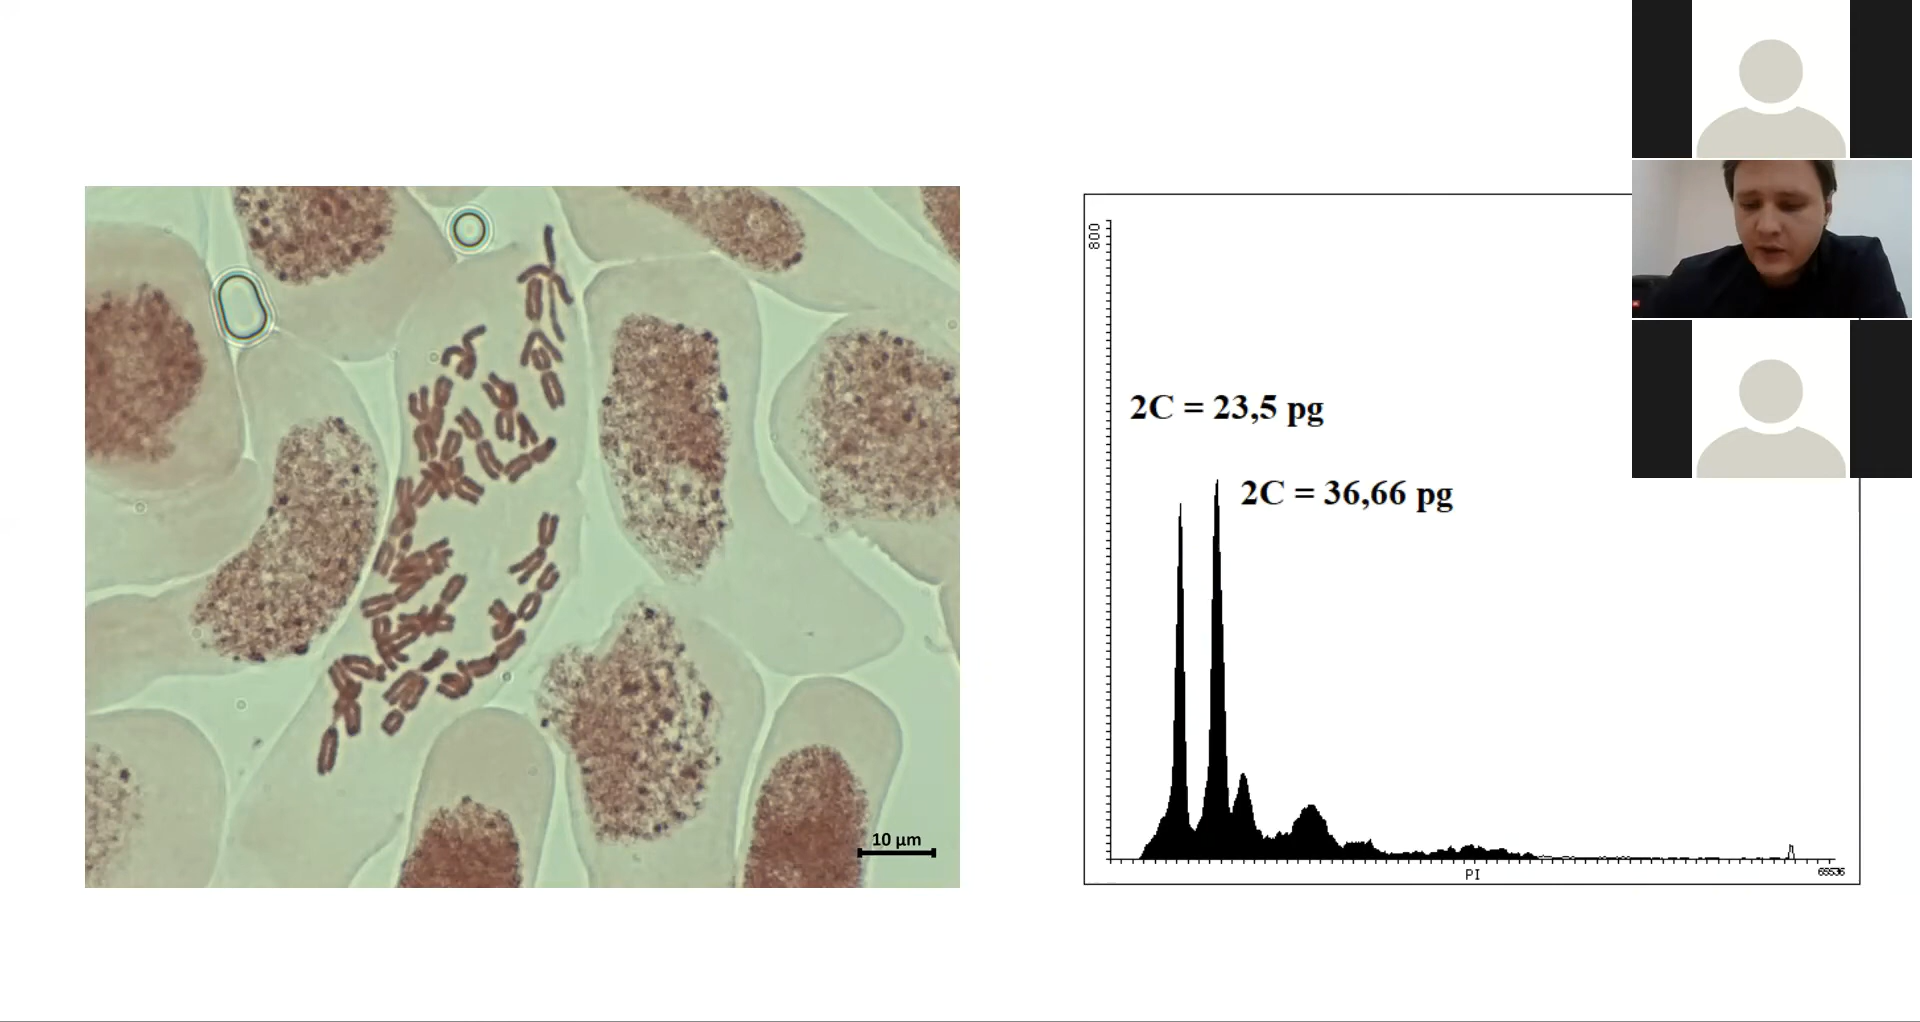 10 µm
800
2C = 23,5 pg
2C = 36,66 pg
PI
65536